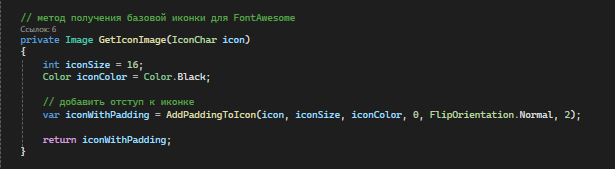 // метод получения базовой иконки для FontAwesome
Ссылок: 6
private Image GetIconImage(IconChar icon)
{
int iconSize = 16;
Color iconColor = Color.Black;
// добавить отступ к иконке
var iconWithPadding = AddPaddingToIcon(icon, iconSize, iconColor, 0, FlipOrientation.Normal, 2);
return iconWithPadding;
}